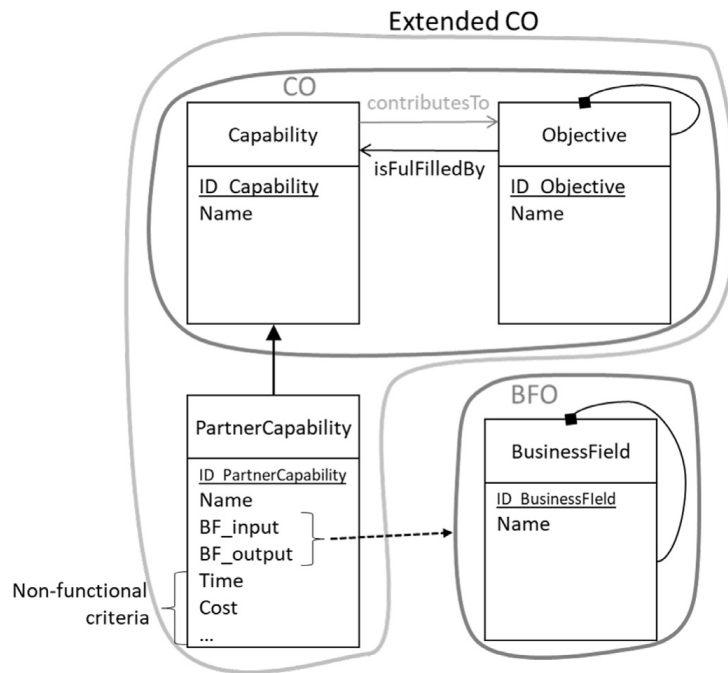 Extended CO
CO
contributesTo
Capability
Objective
isFulFilledBy
ID_Capability
Name
ID_Objective
Name
BFO
PartnerCapability
BusinessField
ID_PartnerCapability
Name
BF_input
BF_output
Time
Cost
...
ID_BusinessFIeld
Name
Non-functional
criteria